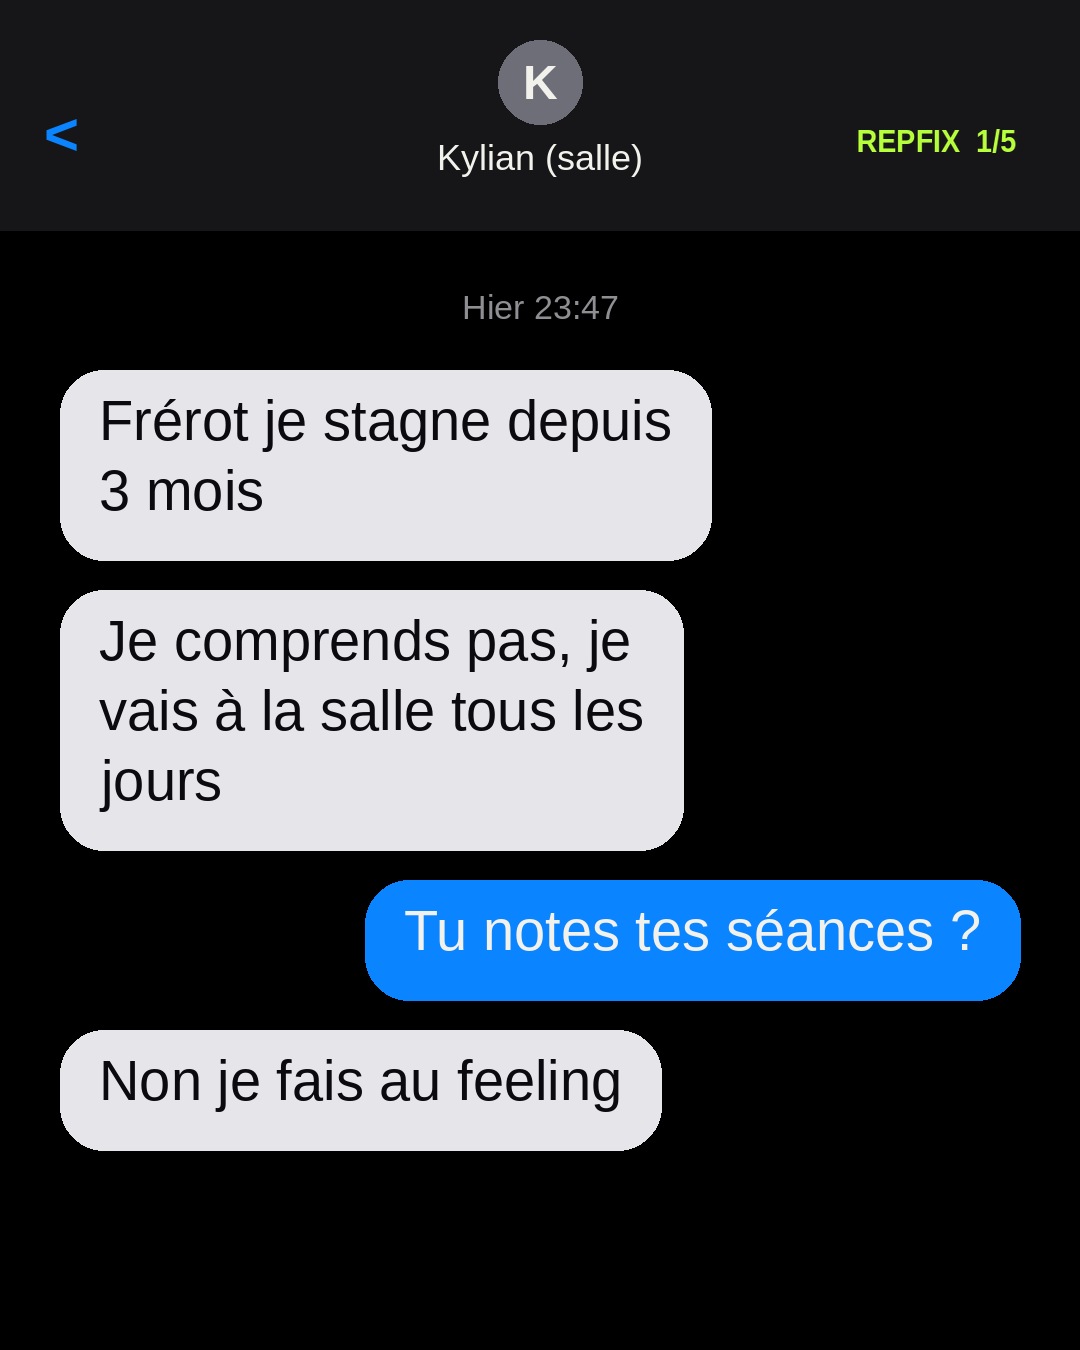 K
<
Kylian (salle)
REPFIX 1/5
Hier 23:47
Frérot je stagne depuis
3 mois
Je comprends pas, je
vais à la salle tous les
jours
Tu notes tes séances ?
Non je fais au feeling